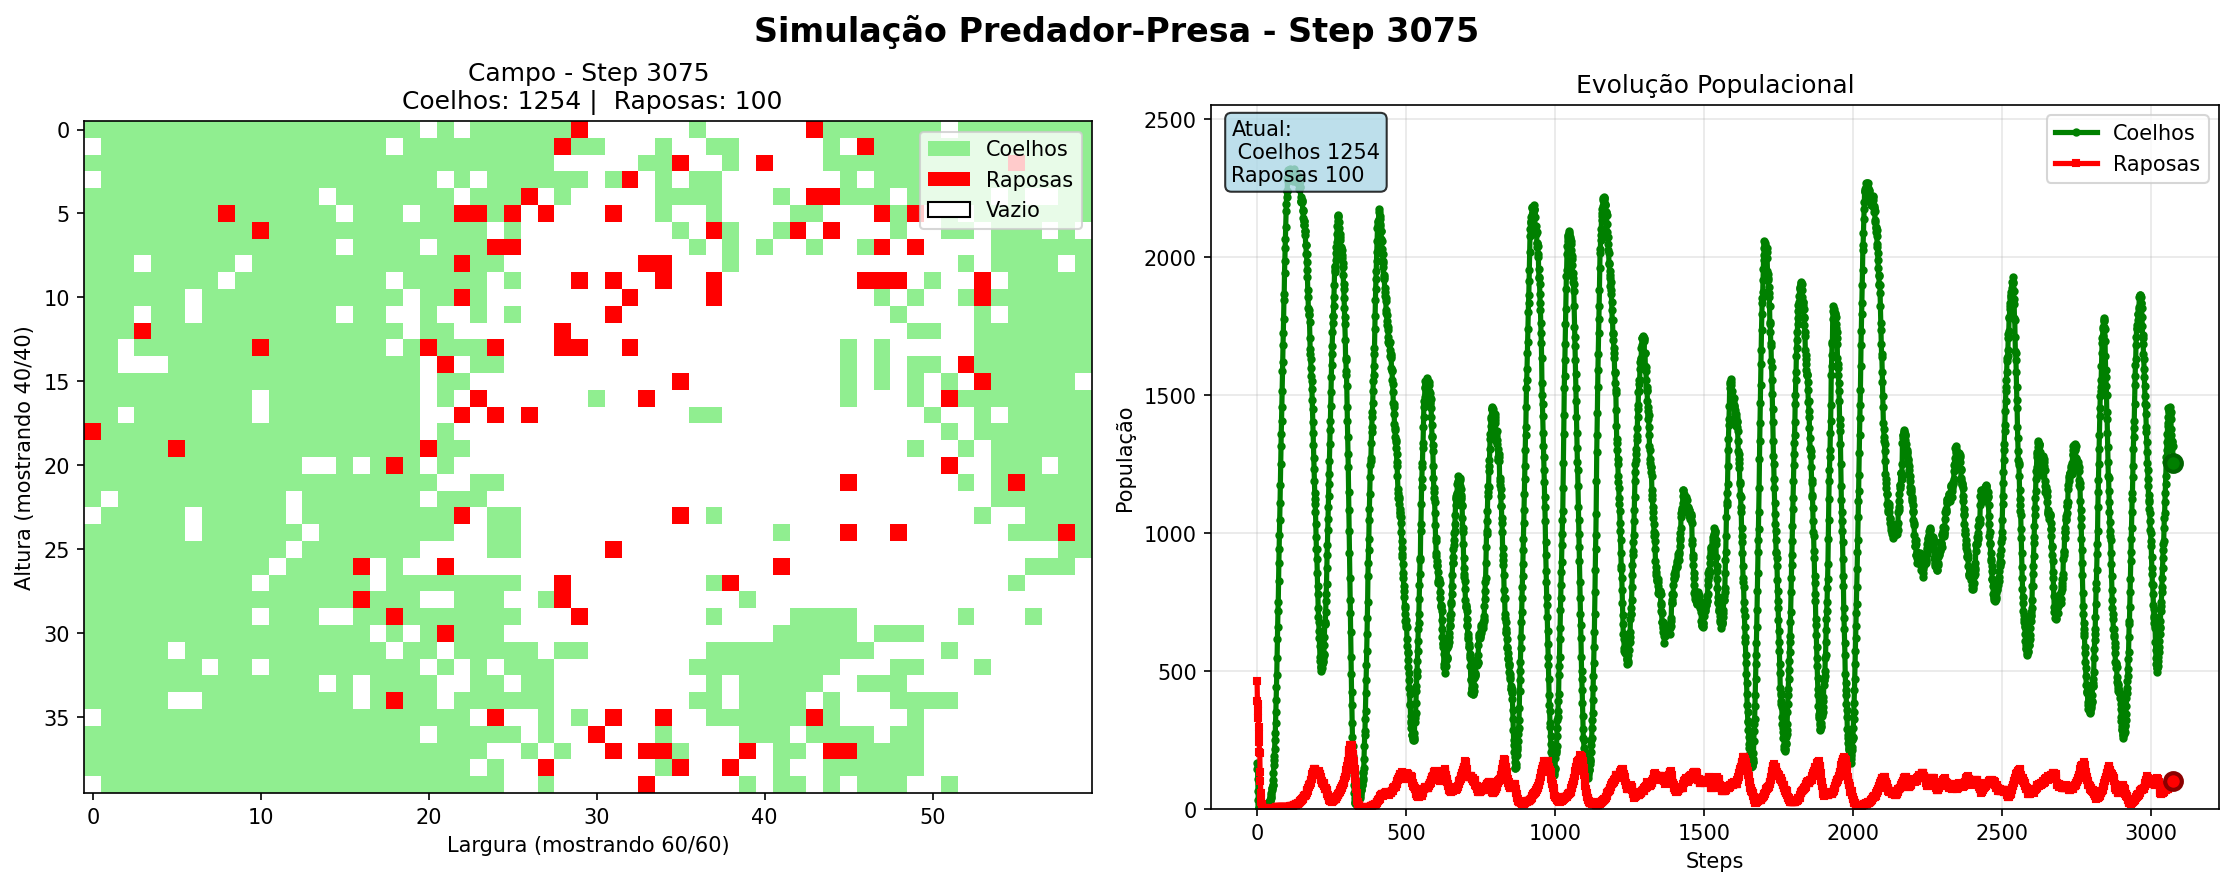 Simulação Predador-Presa - Step 3075
Campo - Step 3075
Coelhos: 1254 |  Raposas: 100
Coelhos
Raposas
Vazio
0
5
10
15
20
25
30
35
Altura (mostrando 40/40)
0
10
20
30
40
50
Largura (mostrando 60/60)
Evolução Populacional
Atual:
Coelhos 1254
Raposas 100
Coelhos
Raposas
2500
2000
1500
1000
500
0
População
0
500
1000
1500
2000
2500
3000
Steps